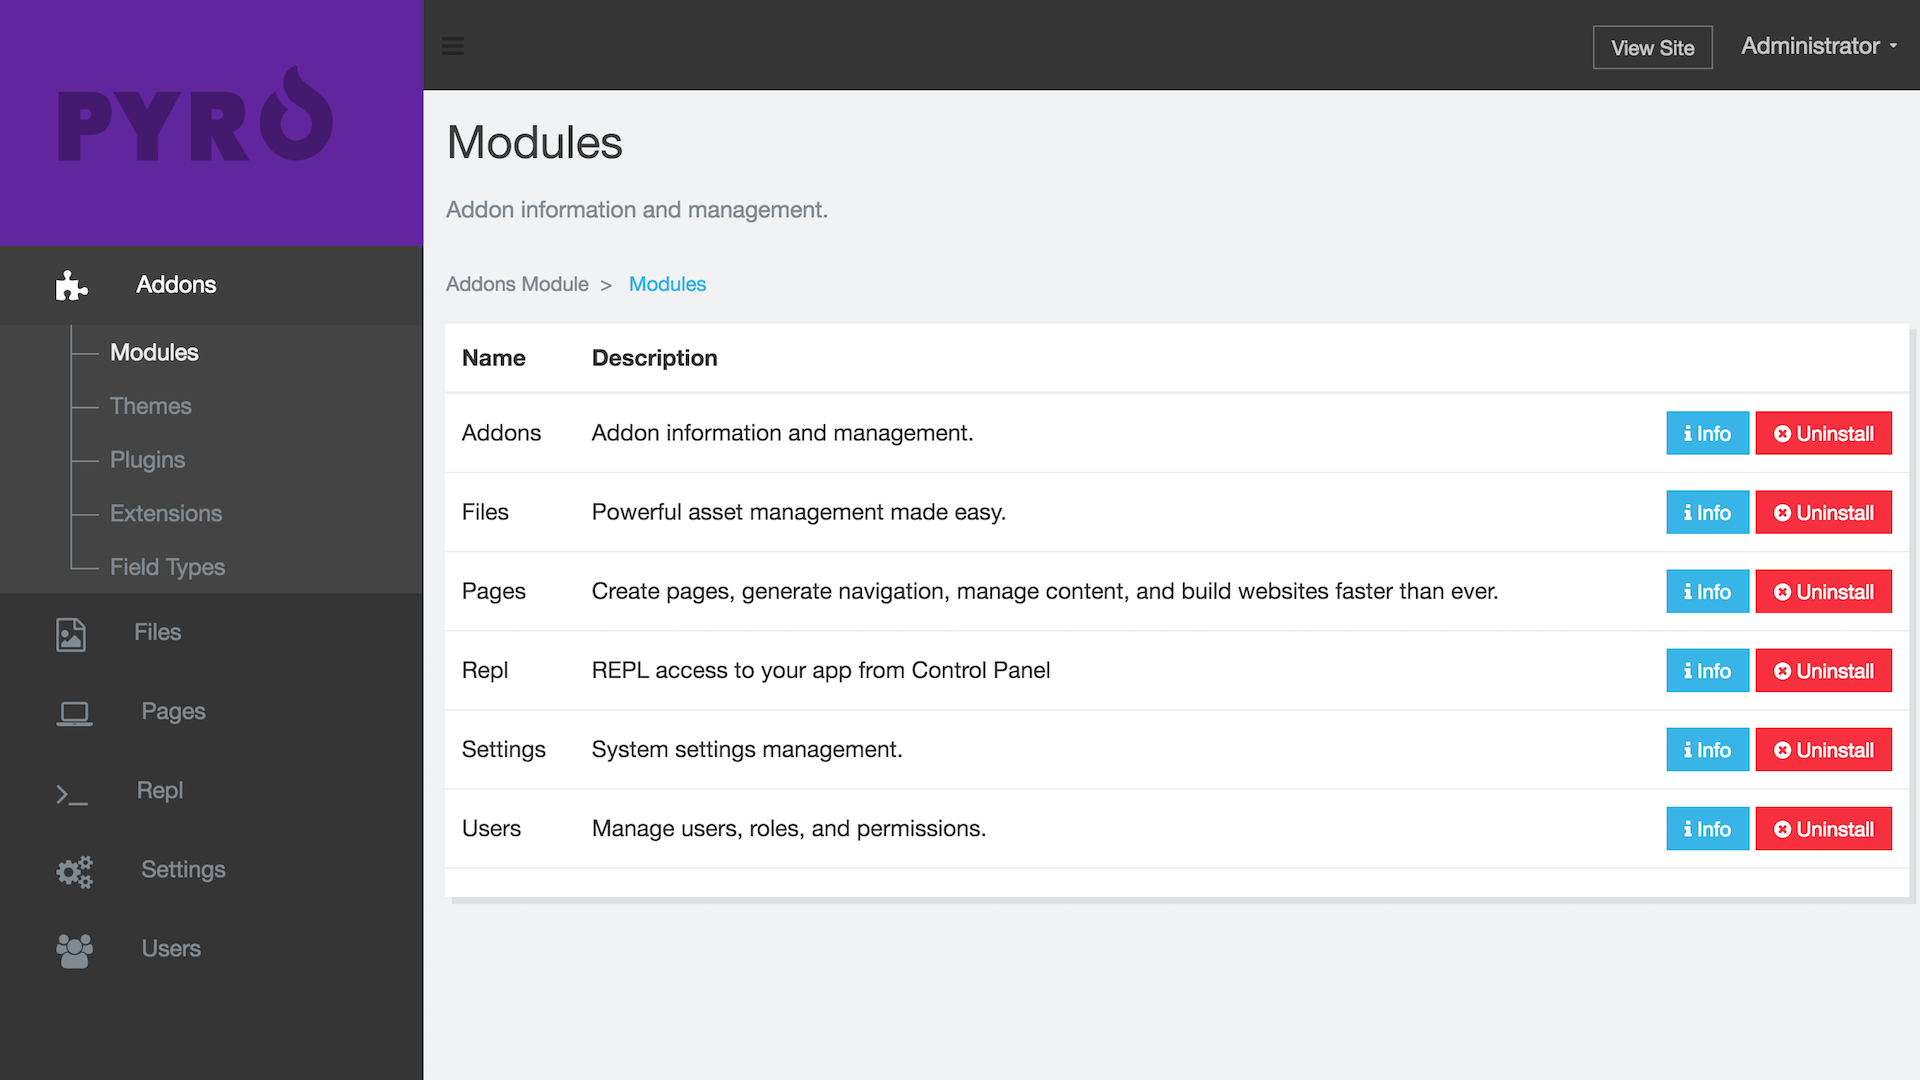 PYRO
View Site
Administrator
Modules
Addon information and management.
Addons Module > Modules
Addons
Modules
Themes
Plugins
Extensions
Field Types
Files
Pages
Repl
Settings
Users
Name Description
Addons Addon information and management. Info Uninstall
Files Powerful asset management made easy. Info Uninstall
Pages Create pages, generate navigation, manage content, and build websites faster than ever. Info Uninstall
Repl REPL access to your app from Control Panel Info Uninstall
Settings System settings management. Info Uninstall
Users Manage users, roles, and permissions. Info Uninstall